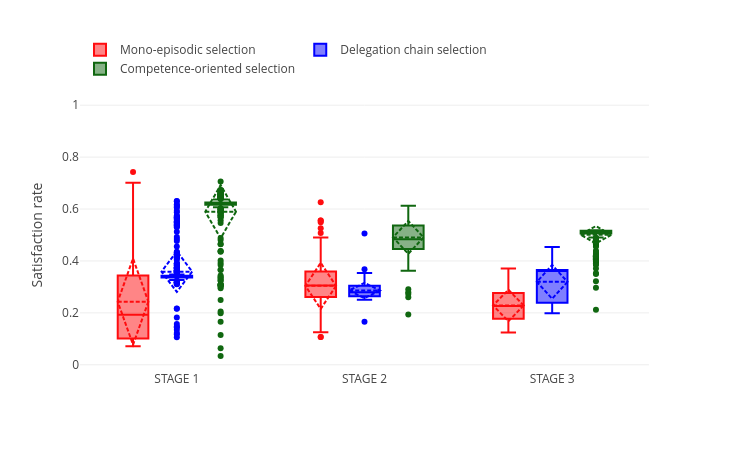 Mono-episodic selection
Delegation chain selection
Competence-oriented selection
1
0.8
0.6
0.4
0.2
0
Satisfaction rate
STAGE 1
STAGE 2
STAGE 3